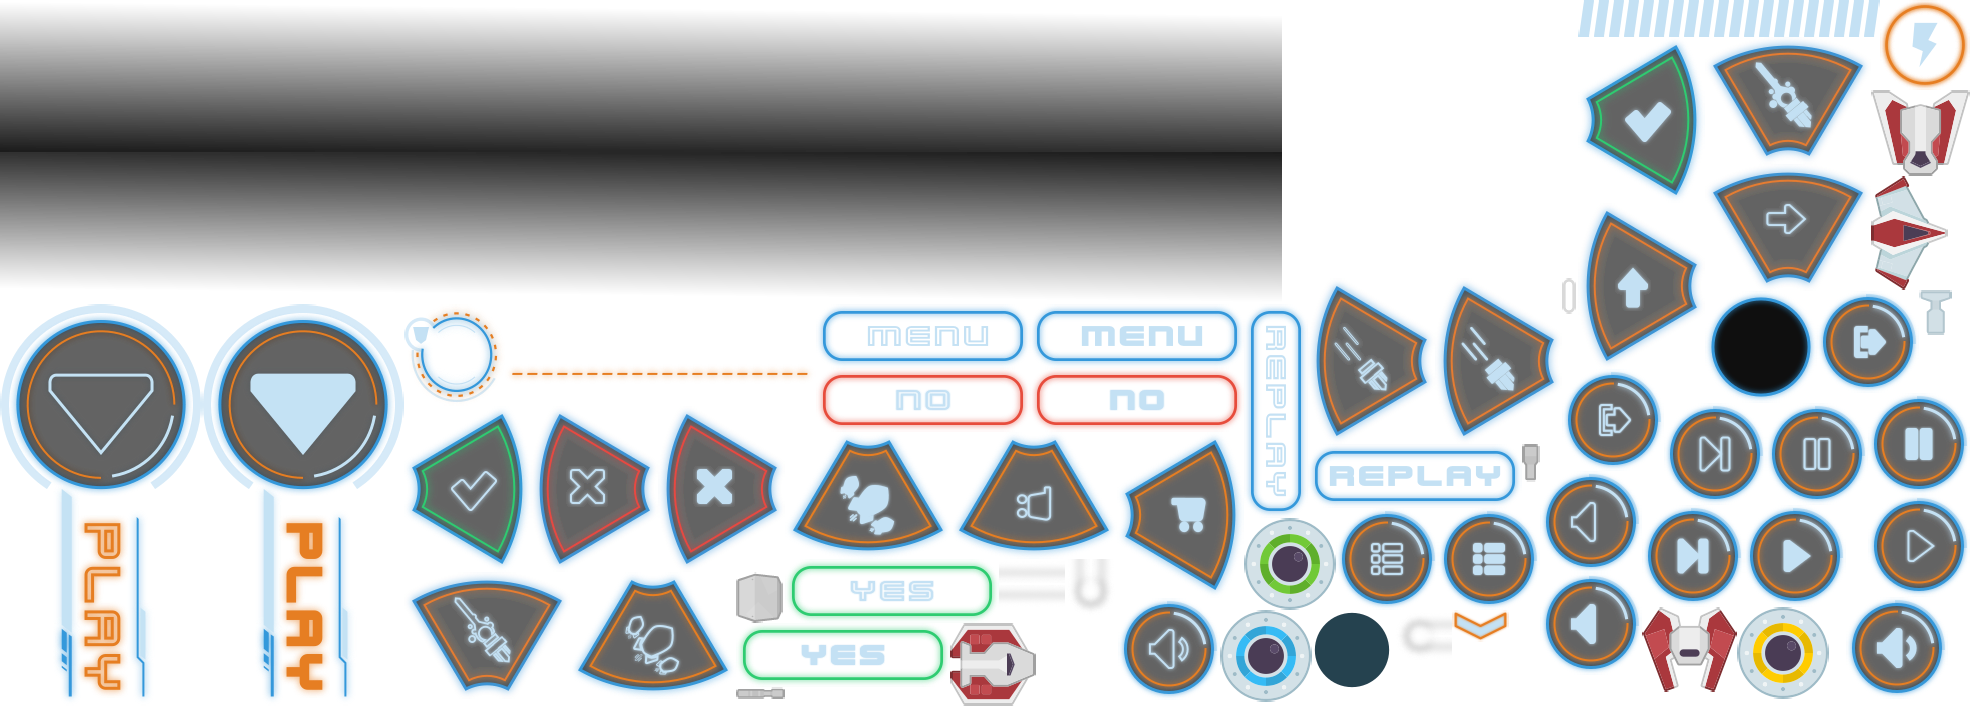 MENU
MENU
NO
NO
REPLAY
REPLAY
PLAY
PLAY
YES
YES